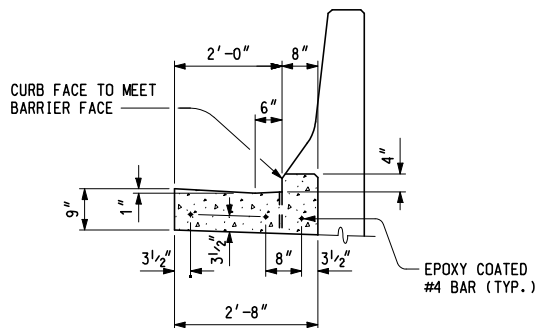 2'-0"
8"
CURB FACE TO MEET
BARRIER FACE
6"
4"
9"
1"
3 1/2"
3 1/2"
8"
3 1/2"
EPOXY COATED
#4 BAR (TYP.)
2'-8"